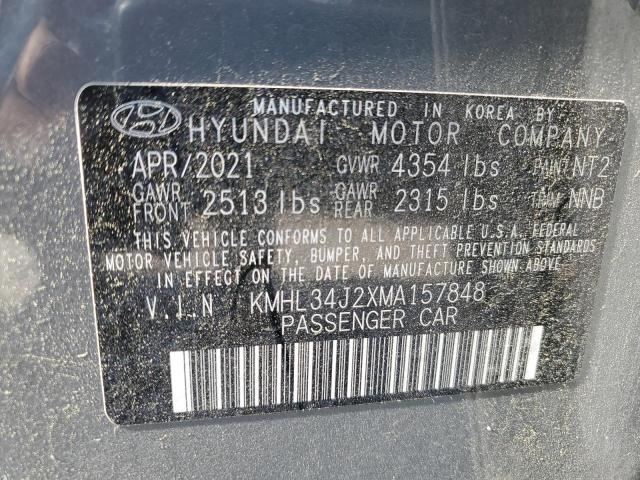 MANUFACTURED IN KOREA BY
HYUNDAI MOTOR COMPANY
APR/2021 GVWR 4354 lbs PAINT NT2
GAWR FRONT 2513 lbs GAWR REAR 2315 lbs TRIM NNB
THIS VEHICLE CONFORMS TO ALL APPLICABLE U.S.A. FEDERAL
MOTOR VEHICLE SAFETY, BUMPER, AND THEFT PREVENTION STANDARDS
IN EFFECT ON THE DATE OF MANUFACTURE SHOWN ABOVE.
V.I.N KMHL34J2XMA157848
PASSENGER CAR